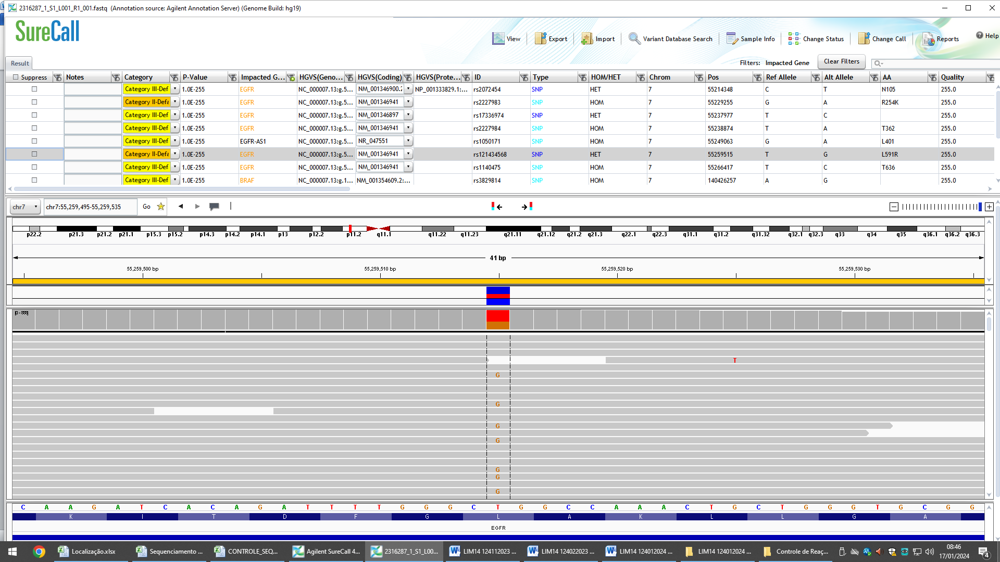 2316287_1_S1_L001_R1_001.fastq (Annotation source: Agilent Annotation Server) (Genome Build: hg19)
SureCall
View Export Import Variant Database Search Sample Info Change Status Change Call Reports Help
Result Filters: Impacted Gene Clear Filters
Suppress Notes Category P-Value Impacted G... HGVS(Geno... HGVS(Coding) HGVS(Prote... ID Type HOM/HET Chrom Pos Ref Allele Alt Allele AA Quality
Category III-Def 1.0E-255 EGFR NC_000007.13:g.5... NM_001346900.2 NP_001333829.1:... rs2072454 SNP HET 7 55214348 C T N105 255.0
Category II-Defa 1.0E-255 EGFR NC_000007.13:g.5... NM_001346941 rs2227983 SNP HOM 7 55229255 G A R254K 255.0
Category III-Def 1.0E-255 EGFR NC_000007.13:g.5... NM_001346897 rs17336974 SNP HET 7 55237977 T C 255.0
Category III-Def 1.0E-255 EGFR NC_000007.13:g.5... NM_001346941 rs2227984 SNP HOM 7 55238874 T A T362 255.0
Category III-Def 1.0E-255 EGFR-AS1 NC_000007.13:g.5... NR_047551 rs1050171 SNP HOM 7 55249063 G A L401 255.0
Category II-Defa 1.0E-255 EGFR NC_000007.13:g.5... NM_001346941 rs121434568 SNP HET 7 55259515 T G L591R 255.0
Category III-Def 1.0E-255 EGFR NC_000007.13:g.5... NM_001346941 rs1140475 SNP HOM 7 55266417 T C T636 255.0
Category III-Def 1.0E-255 BRAF NC_000007.13:g.1... NM_001354609.2:... rs3829814 SNP HOM 7 140426257 A G 255.0
chr7 chr7:55,259,495-55,259,535 Go
p22.2 p21.3 p21.2 p21.1 p15.3 p15.2 p14.3 p14.2 p14.1 p13 p12.2 p11.2 q11.1 q11.22 q11.23 q21.11 q21.12 q21.2 q21.3 q22.1 q22.3 q31.1 q31.2 q31.32 q32.1 q32.3 q33 q34 q35 q36.1 q36.2 q36.3
41 bp
55,259,500 bp 55,259,510 bp 55,259,520 bp 55,259,530 bp
T
G
G
G
G
G
G
G
C A A G A T C A C A G A T T T T G G G C T G G C C A A A C T G C T G G G T G C G G
K I T D F G L A K L L G A
EGFR
Localização.xlsx Sequenciamento ... CONTROLE_SEQ... Agilent SureCall 4... 2316287_1_S1_L00... LIM14 124112023 ... LIM14 124022023 ... LIM14 124012024 ... LIM14 124012024 ... Controle de Reaç... 08:46
17/01/2024 4